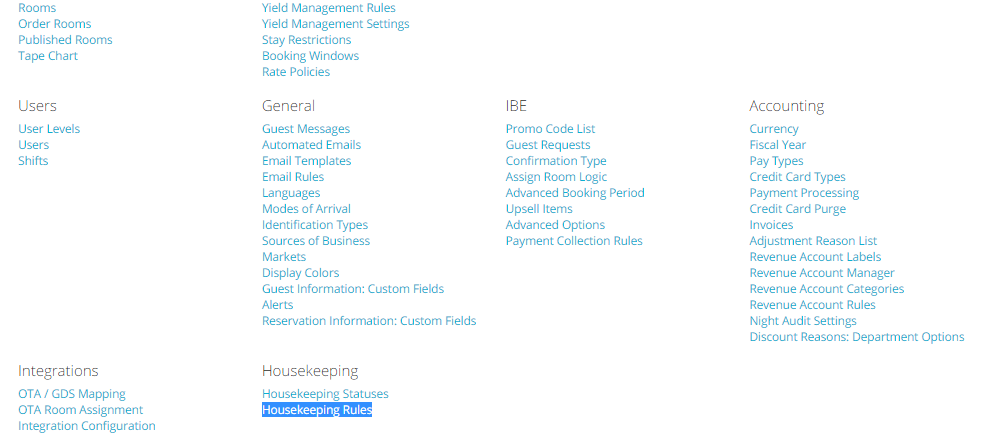 Rooms
Order Rooms
Published Rooms
Tape Chart
Yield Management Rules
Yield Management Settings
Stay Restrictions
Booking Windows
Rate Policies
Users
User Levels
Users
Shifts
General
Guest Messages
Automated Emails
Email Templates
Email Rules
Languages
Modes of Arrival
Identification Types
Sources of Business
Markets
Display Colors
Guest Information: Custom Fields
Alerts
Reservation Information: Custom Fields
IBE
Promo Code List
Guest Requests
Confirmation Type
Assign Room Logic
Advanced Booking Period
Upsell Items
Advanced Options
Payment Collection Rules
Accounting
Currency
Fiscal Year
Pay Types
Credit Card Types
Payment Processing
Credit Card Purge
Invoices
Adjustment Reason List
Revenue Account Labels
Revenue Account Manager
Revenue Account Categories
Revenue Account Rules
Night Audit Settings
Discount Reasons: Department Options
Integrations
OTA / GDS Mapping
OTA Room Assignment
Integration Configuration
Housekeeping
Housekeeping Statuses
Housekeeping Rules